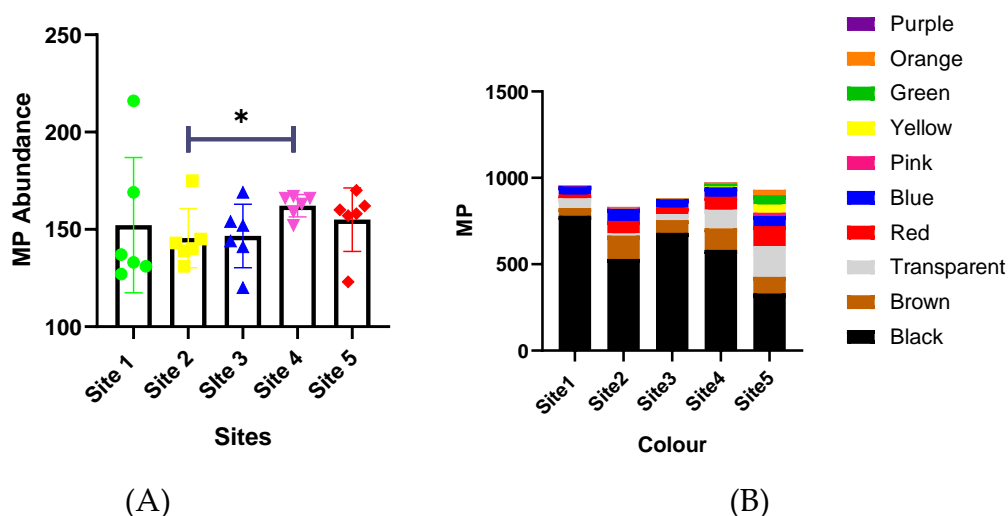 250
200
150
100
MP Abundance
*
Site 1
Site 2
SIte 3
Site 4
Site 5
Sites
(A)
1500
1000
500
0
MP
Site1
Site2
Site3
Site4
Site5
Colour
(B)
Purple
Orange
Green
Yellow
Pink
Blue
Red
Transparent
Brown
Black